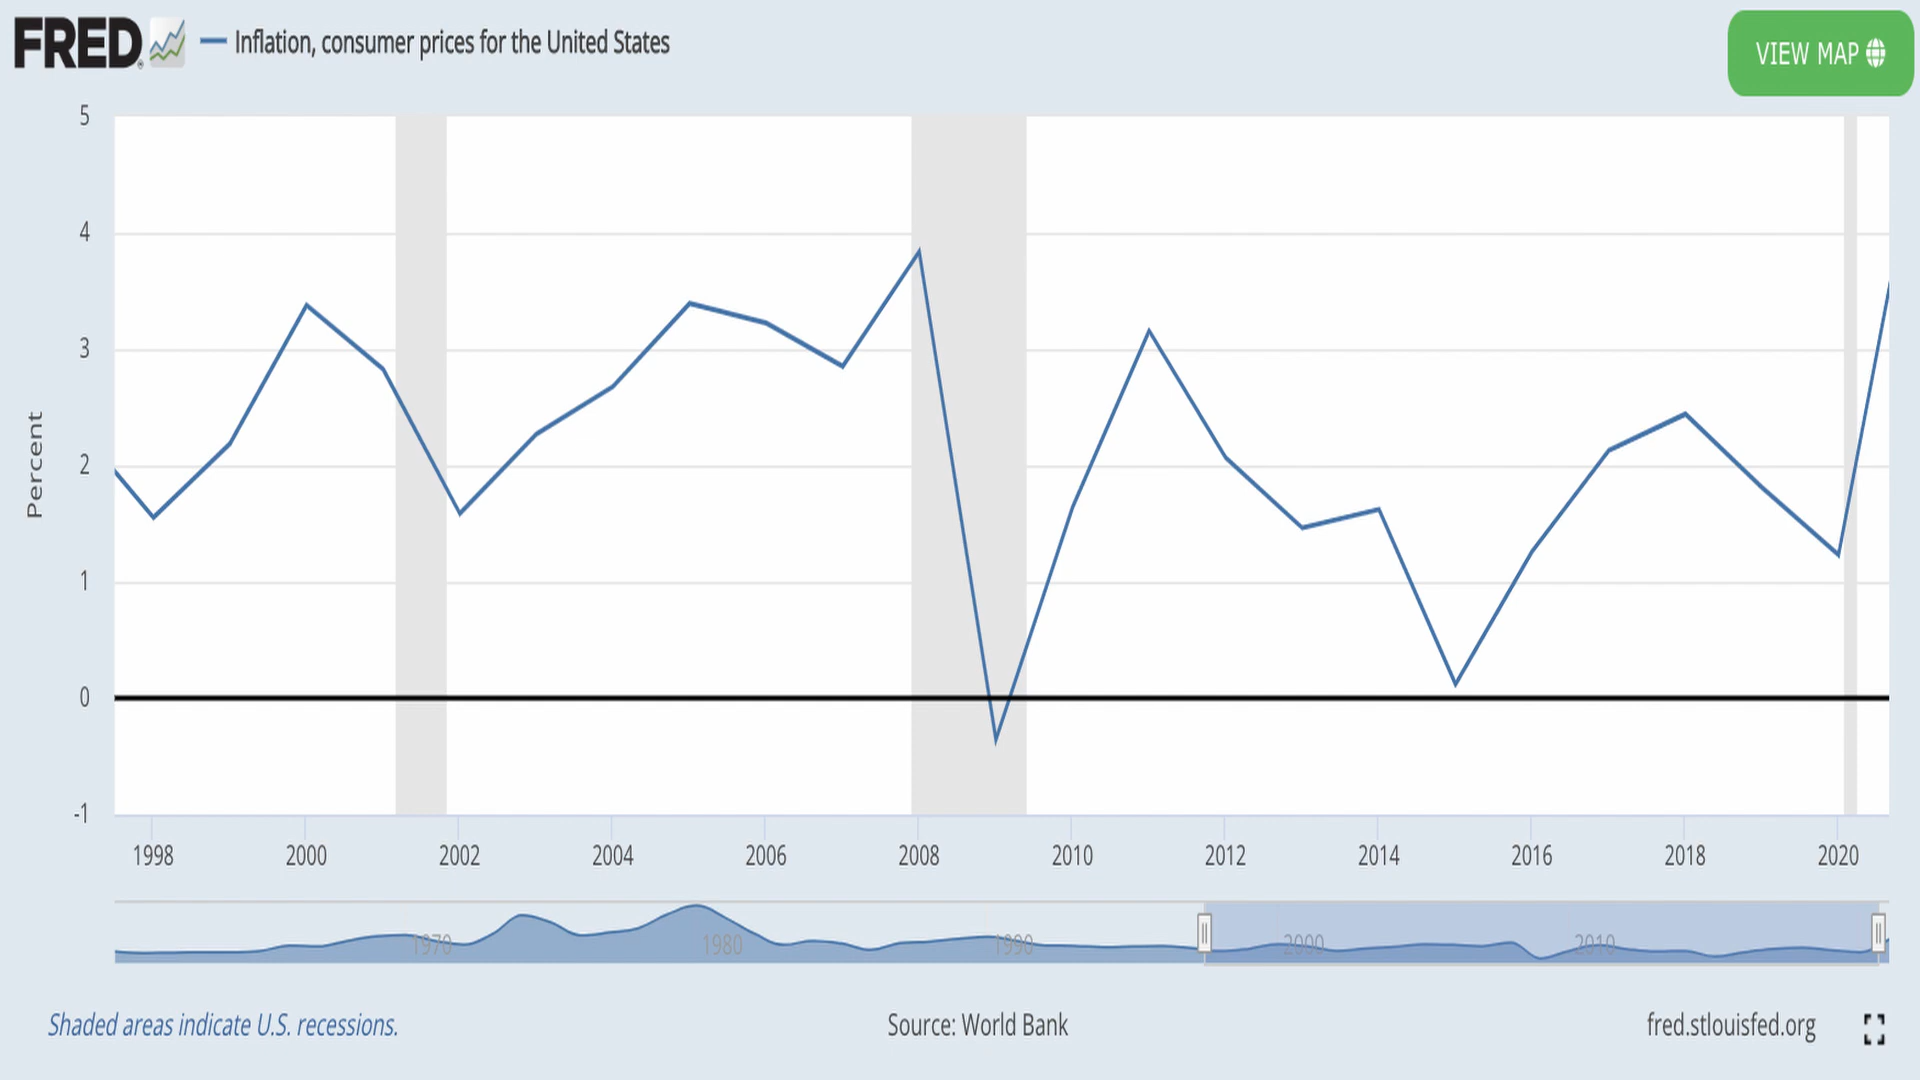 FRED
Inflation, consumer prices for the United States
VIEW MAP
5
4
3
2
1
0
-1
Percent
1998 2000 2002 2004 2006 2008 2010 2012 2014 2016 2018 2020
1970 1980 1990 2000 2010
Shaded areas indicate U.S. recessions.
Source: World Bank
fred.stlouisfed.org